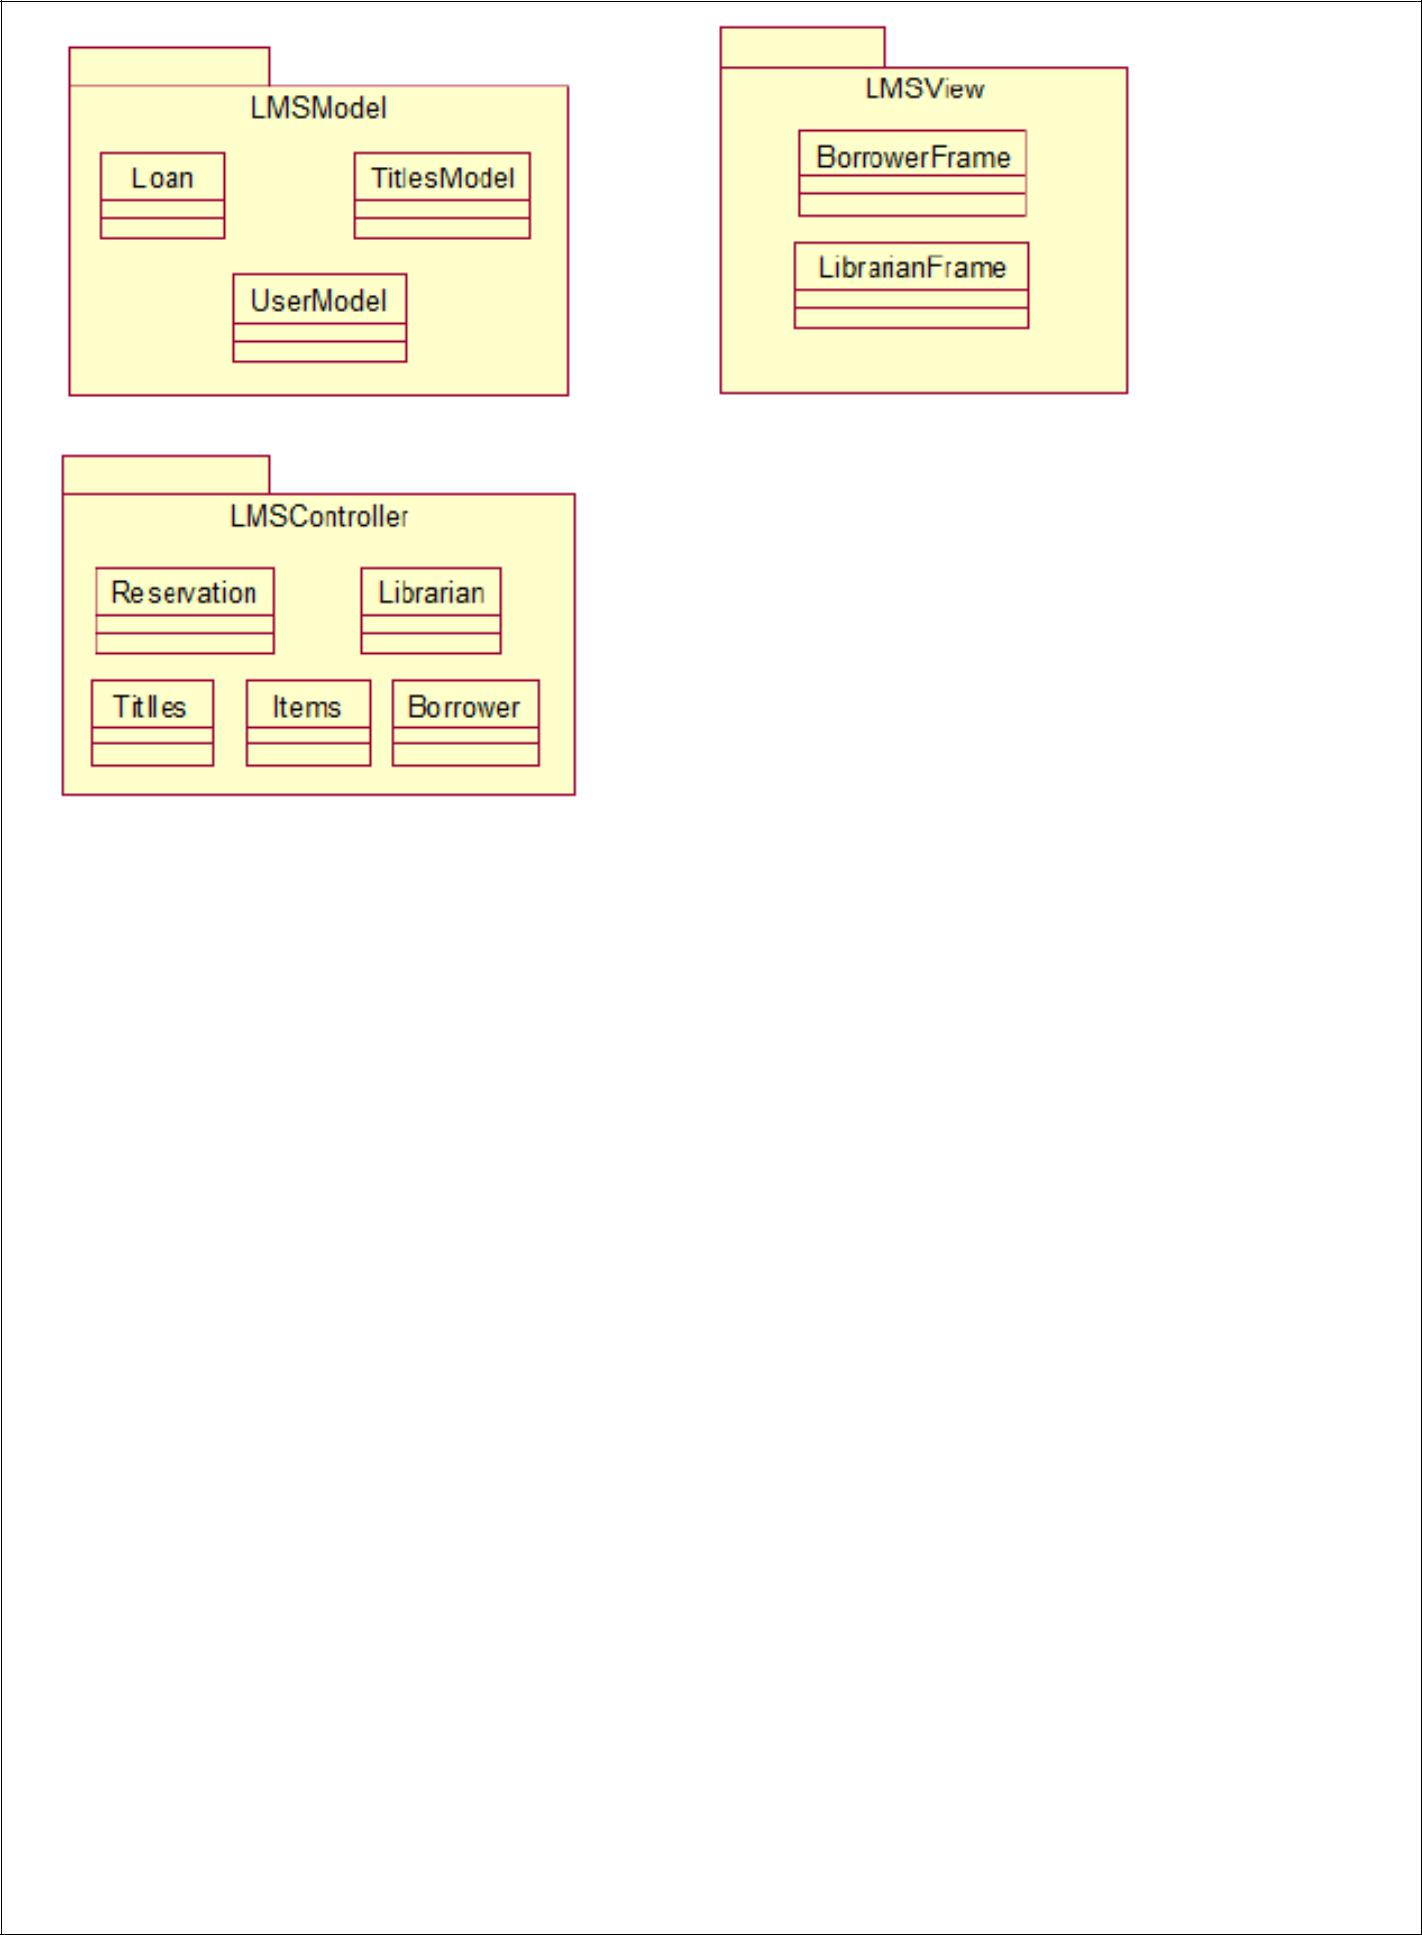 LMSModel
Loan
TitlesModel
UserModel
LMSView
BorrowerFrame
LibrarianFrame
LMSController
Reservation
Librarian
Titlles
Items
Borrower